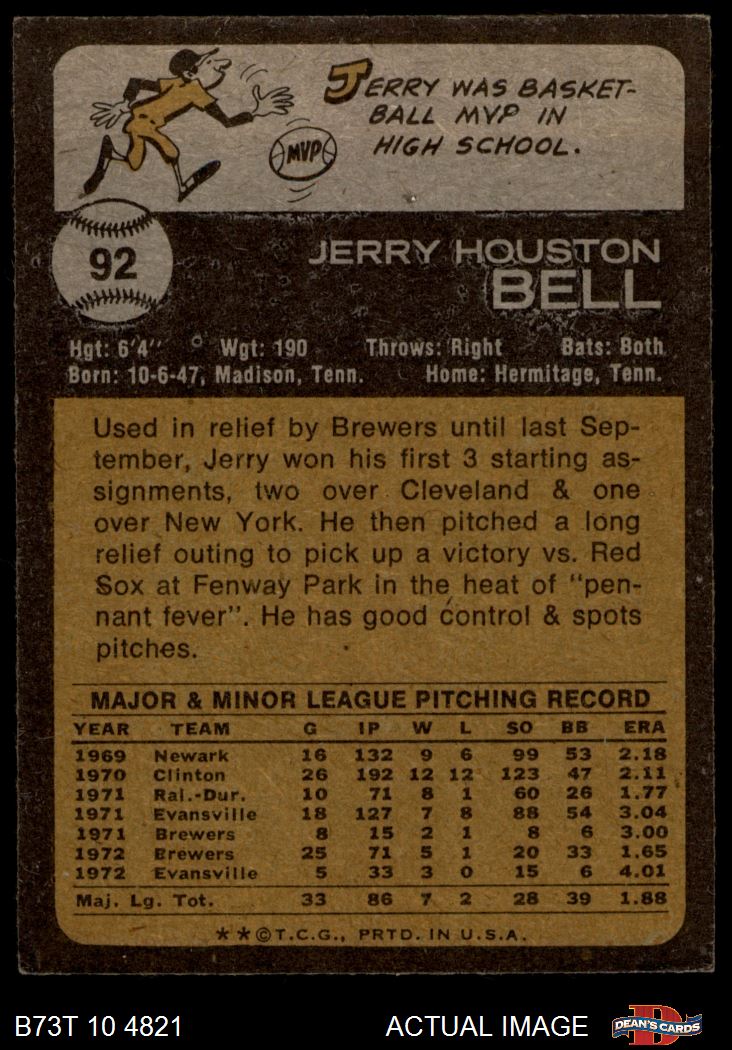 JERRY WAS BASKET-
BALL MVP IN
HIGH SCHOOL.
MVP
92
JERRY HOUSTON
BELL
Hgt: 6'4" Wgt: 190 Throws: Right Bats: Both
Born: 10-6-47, Madison, Tenn. Home: Hermitage, Tenn.
Used in relief by Brewers until last Sep-
tember, Jerry won his first 3 starting as-
signments, two over Cleveland & one
over New York. He then pitched a long
relief outing to pick up a victory vs. Red
Sox at Fenway Park in the heat of "pen-
nant fever". He has good control & spots
pitches.
MAJOR & MINOR LEAGUE PITCHING RECORD
YEAR TEAM G IP W L SO BB ERA
1969 Newark 16 132 9 6 99 53 2.18
1970 Clinton 26 192 12 12 123 47 2.11
1971 Ral.-Dur. 10 71 8 1 60 26 1.77
1971 Evansville 18 127 7 8 88 54 3.04
1971 Brewers 8 15 2 1 8 6 3.00
1972 Brewers 25 71 5 1 20 33 1.65
1972 Evansville 5 33 3 0 15 6 4.01
Maj. Lg. Tot. 33 86 7 2 28 39 1.88
**©T.C.G., PRTD. IN U.S.A.
B73T 10 4821 ACTUAL IMAGE DEAN'S CARDS